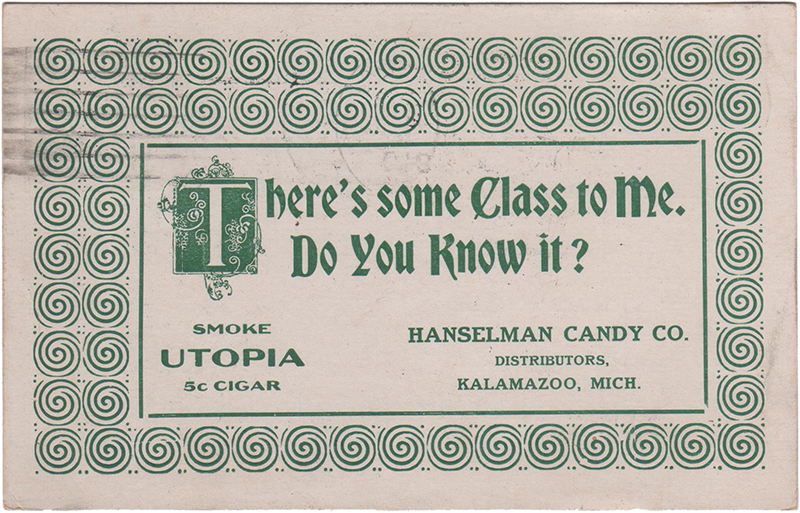 There's some Class to Me.
Do You Know it?
SMOKE
UTOPIA
5c CIGAR
HANSELMAN CANDY CO.
DISTRIBUTORS,
KALAMAZOO, MICH.